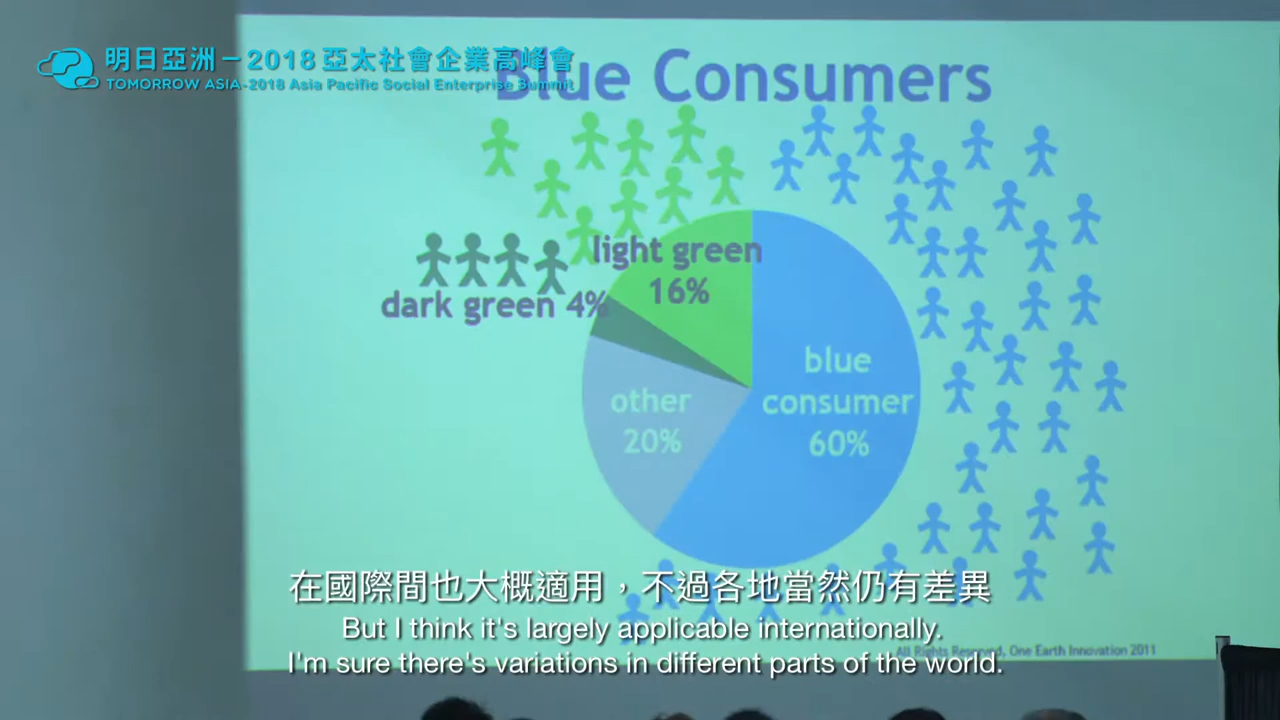 明日亞洲－2018亞太社會企業高峰會
TOMORROW ASIA-2018 Asia Pacific Social Enterprise Summit
Blue Consumers
light green
16%
dark green 4%
blue
consumer
60%
other
20%
在國際間也大概適用，不過各地當然仍有差異
But I think it's largely applicable internationally.
All Rights Reserved, One Earth Innovation 2011
I'm sure there's variations in different parts of the world.